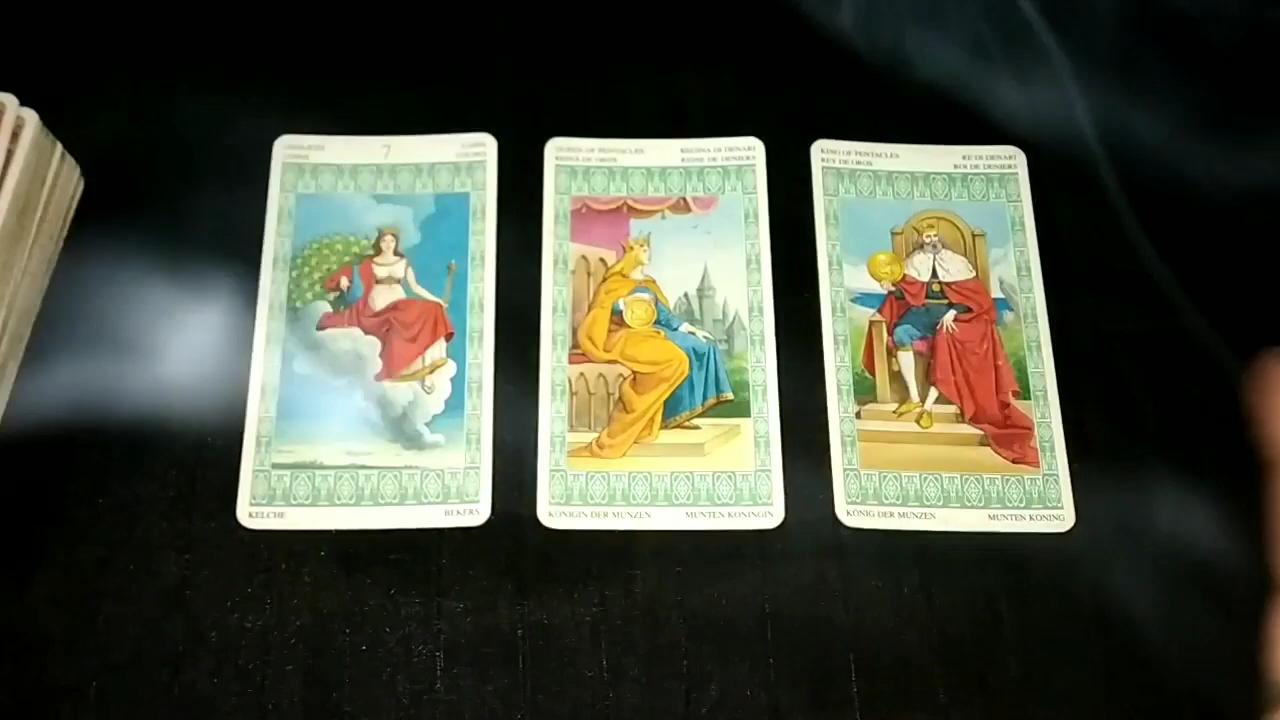 7
KELCHE BEKERS
QUEEN OF PENTACLES REGINA DI DENARI
REINA DE OROS REINE DE DENIERS
KÖNIGIN DER MÜNZEN MUNTEN KONINGIN
KING OF PENTACLES RE DI DENARI
REY DE OROS ROI DE DENIERS
KÖNIG DER MÜNZEN MUNTEN KONING